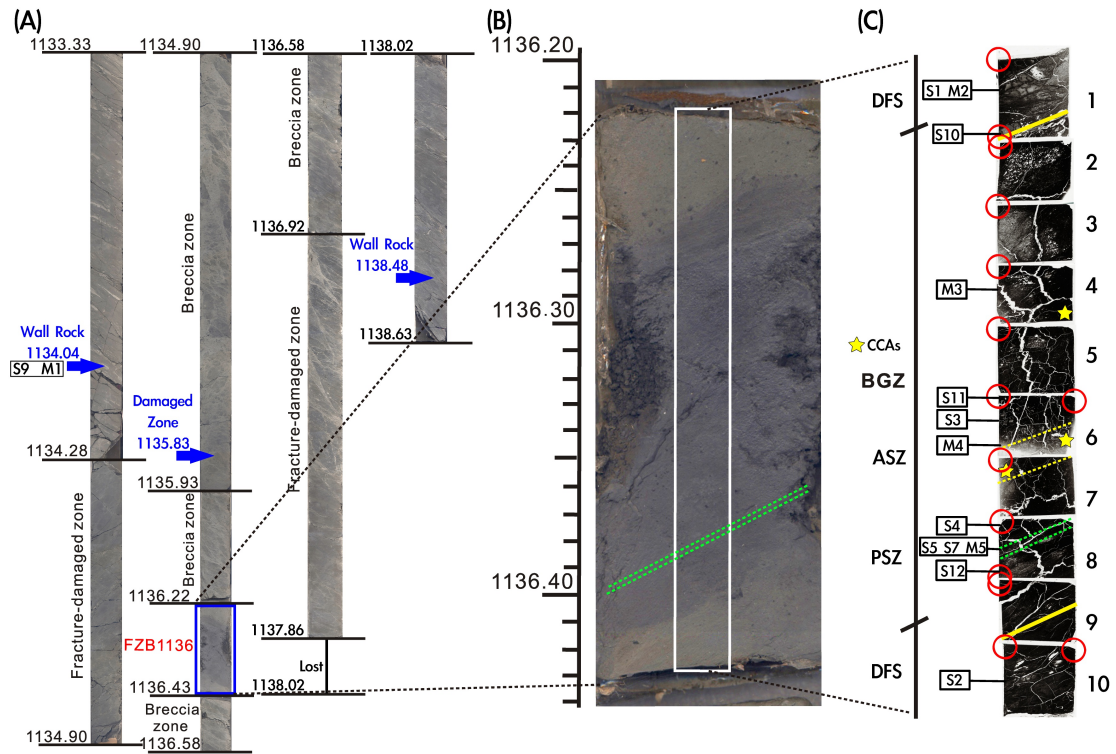 (A)
1133.33
1134.90
1136.58
1138.02
Breccia zone
Breccia zone
1136.92
Wall Rock
1138.48
1138.63
Wall Rock
1134.04
S9 M1
Damaged
Zone
1135.83
1134.28
1135.93
Fracture-damaged zone
Breccia zone
Fracture-damaged zone
1136.22
FZB1136
1137.86
Lost
1136.43
1138.02
Breccia
zone
1134.90
1136.58
(B)
1136.20
1136.30
1136.40
(C)
DFS
S1 M2
1
S10
2
3
M3
4
CCAs
5
BGZ
S11
S3
6
M4
ASZ
7
S4
S5 S7 M5
PSZ
8
S12
9
DFS
S2
10